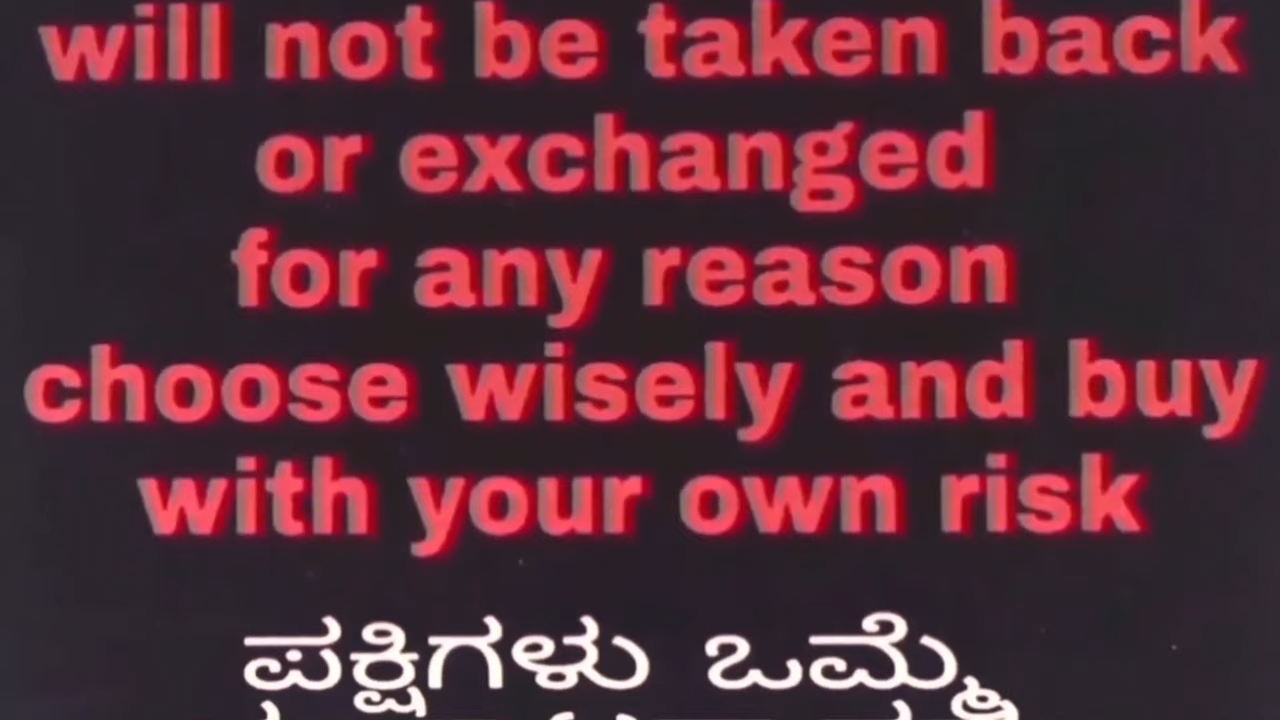 will not be taken back
or exchanged
for any reason
choose wisely and buy
with your own risk
ಪಕ್ಷಿಗಳು ಒಮ್ಮೆ